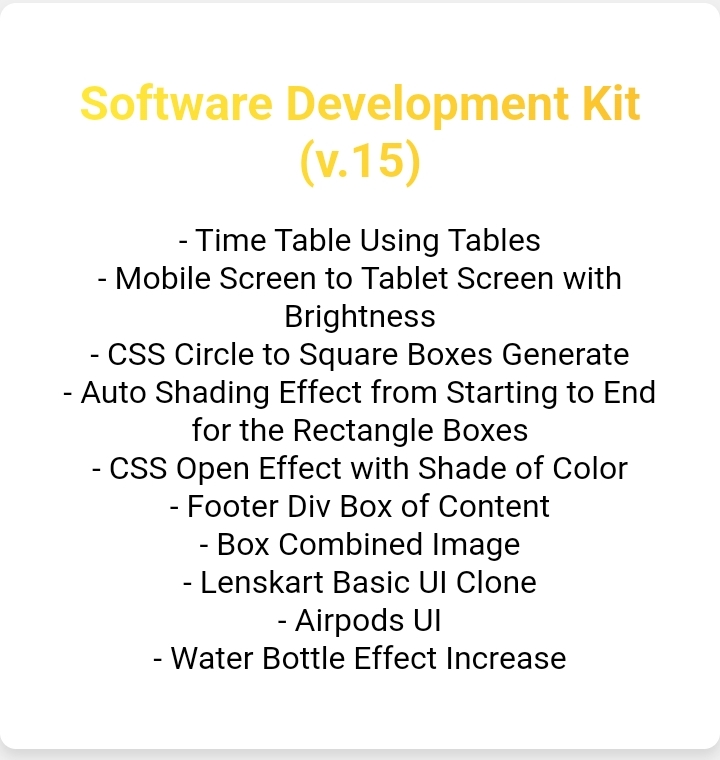 Software Development Kit
(v.15)
- Time Table Using Tables
- Mobile Screen to Tablet Screen with
Brightness
- CSS Circle to Square Boxes Generate
- Auto Shading Effect from Starting to End
for the Rectangle Boxes
- CSS Open Effect with Shade of Color
- Footer Div Box of Content
- Box Combined Image
- Lenskart Basic UI Clone
- Airpods UI
- Water Bottle Effect Increase